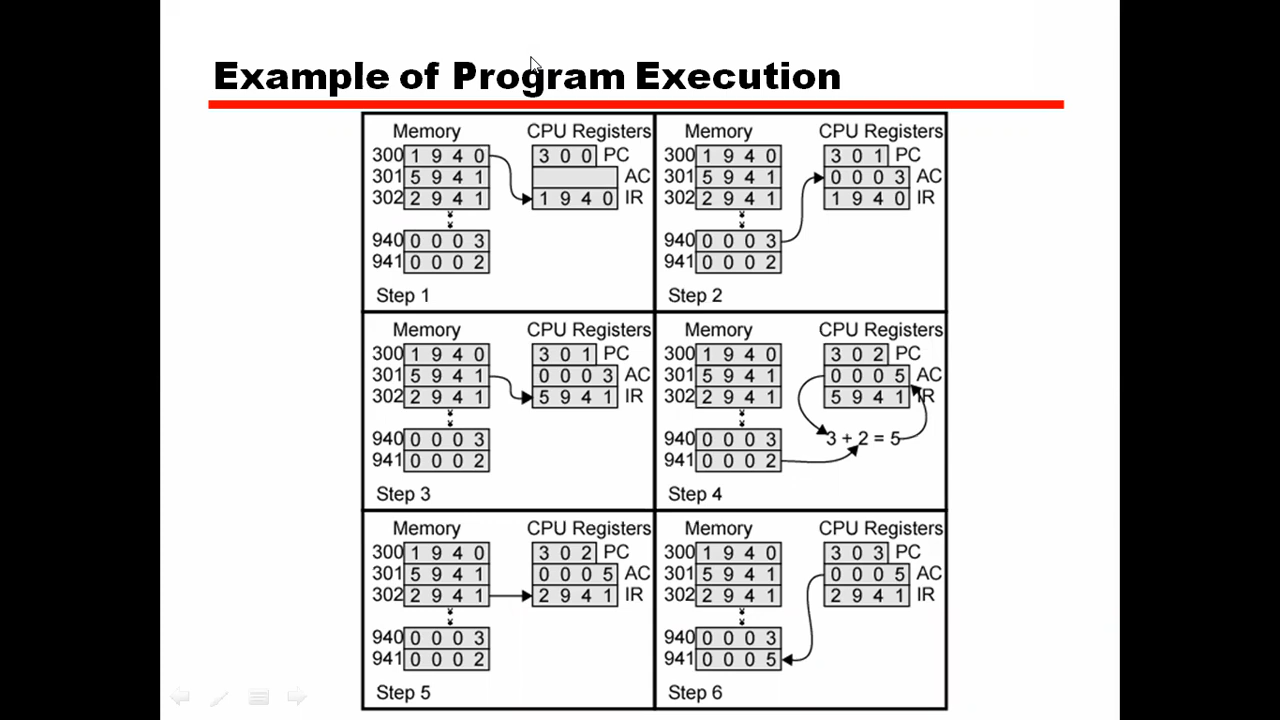 Example of Program Execution
Memory CPU Registers
300 1 9 4 0 3 0 0 PC
301 5 9 4 1 AC
302 2 9 4 1 1 9 4 0 IR
940 0 0 0 3
941 0 0 0 2
Step 1
Memory CPU Registers
300 1 9 4 0 3 0 1 PC
301 5 9 4 1 0 0 0 3 AC
302 2 9 4 1 1 9 4 0 IR
940 0 0 0 3
941 0 0 0 2
Step 2
Memory CPU Registers
300 1 9 4 0 3 0 1 PC
301 5 9 4 1 0 0 0 3 AC
302 2 9 4 1 5 9 4 1 IR
940 0 0 0 3
941 0 0 0 2
Step 3
Memory CPU Registers
300 1 9 4 0 3 0 2 PC
301 5 9 4 1 0 0 0 5 AC
302 2 9 4 1 5 9 4 1 IR
940 0 0 0 3 3 + 2 = 5
941 0 0 0 2
Step 4
Memory CPU Registers
300 1 9 4 0 3 0 2 PC
301 5 9 4 1 0 0 0 5 AC
302 2 9 4 1 2 9 4 1 IR
940 0 0 0 3
941 0 0 0 2
Step 5
Memory CPU Registers
300 1 9 4 0 3 0 3 PC
301 5 9 4 1 0 0 0 5 AC
302 2 9 4 1 2 9 4 1 IR
940 0 0 0 3
941 0 0 0 5
Step 6